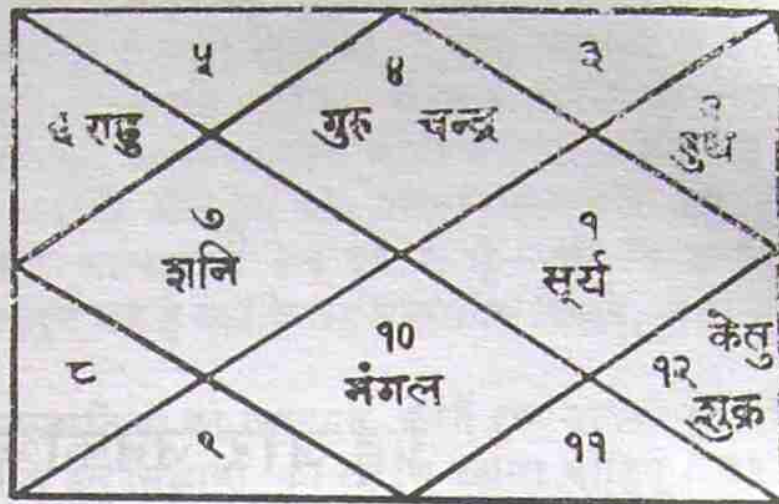 ५
४
३
६ राहु
गुरु चन्द्र
२
बुध
७
शनि
१
सूर्य
८
१०
मंगल
केतु
१२
शुक्र
९
११